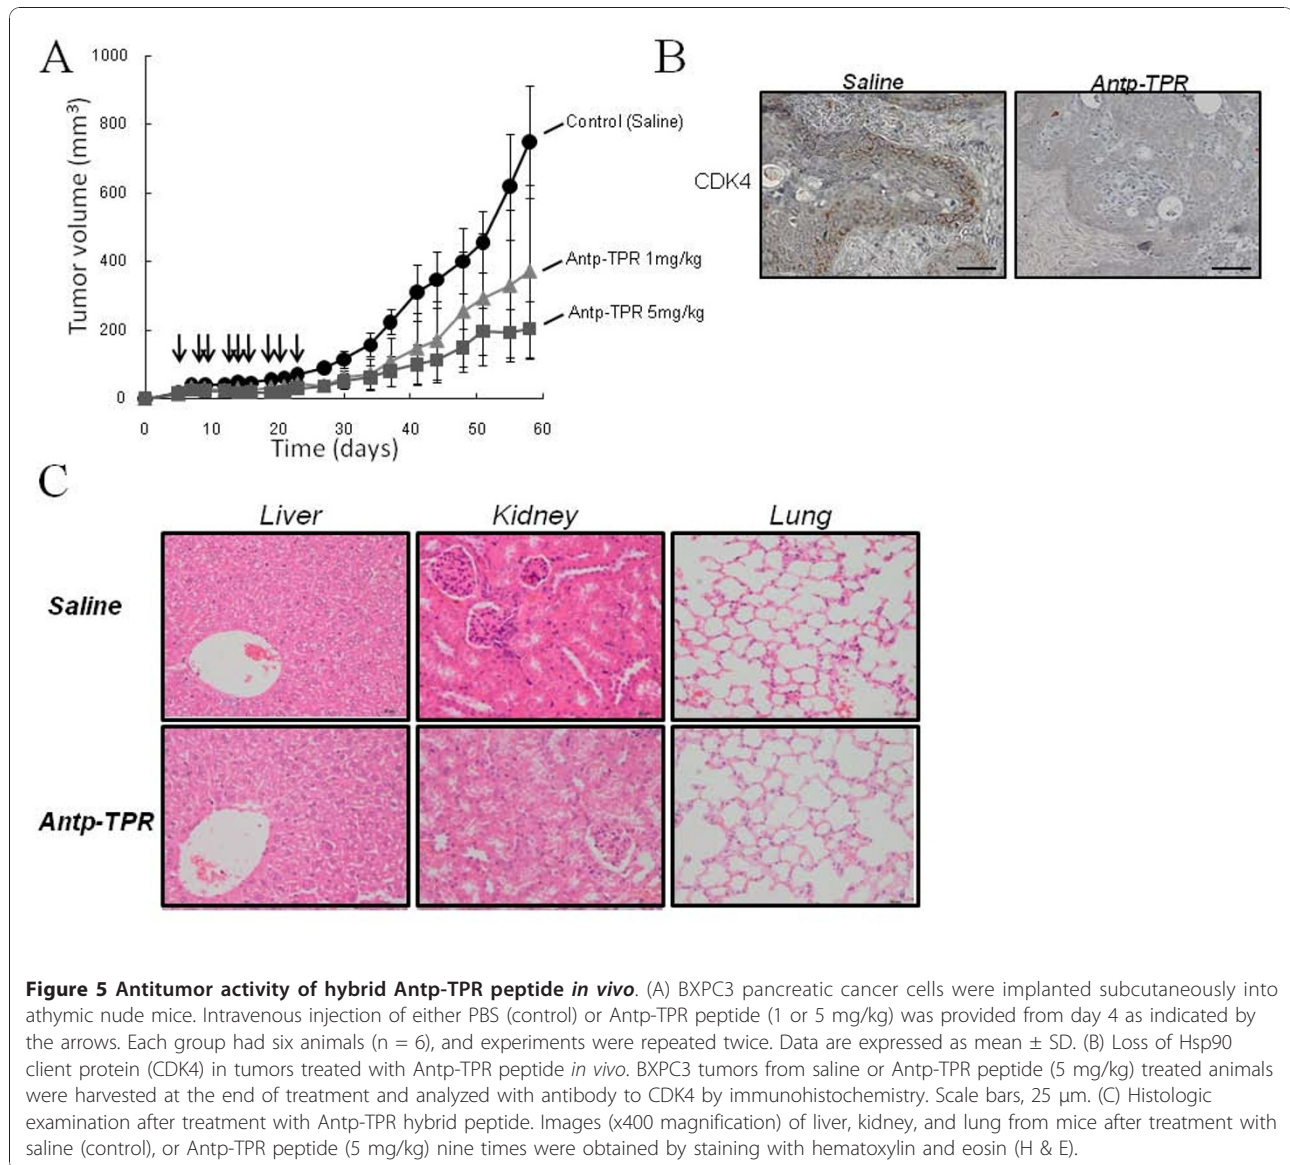 A
1000
800
600
400
200
0
Tumor volume (mm³)
0 10 20 30 40 50 60
Time (days)
Control (Saline)
Antp-TPR 1mg/kg
Antp-TPR 5mg/kg
B
Saline Antp-TPR
CDK4
C
Liver Kidney Lung
Saline
Antp-TPR
Figure 5 Antitumor activity of hybrid Antp-TPR peptide in vivo. (A) BXPC3 pancreatic cancer cells were implanted subcutaneously into
athymic nude mice. Intravenous injection of either PBS (control) or Antp-TPR peptide (1 or 5 mg/kg) was provided from day 4 as indicated by
the arrows. Each group had six animals (n = 6), and experiments were repeated twice. Data are expressed as mean ± SD. (B) Loss of Hsp90
client protein (CDK4) in tumors treated with Antp-TPR peptide in vivo. BXPC3 tumors from saline or Antp-TPR peptide (5 mg/kg) treated animals
were harvested at the end of treatment and analyzed with antibody to CDK4 by immunohistochemistry. Scale bars, 25 μm. (C) Histologic
examination after treatment with Antp-TPR hybrid peptide. Images (x400 magnification) of liver, kidney, and lung from mice after treatment with
saline (control), or Antp-TPR peptide (5 mg/kg) nine times were obtained by staining with hematoxylin and eosin (H & E).